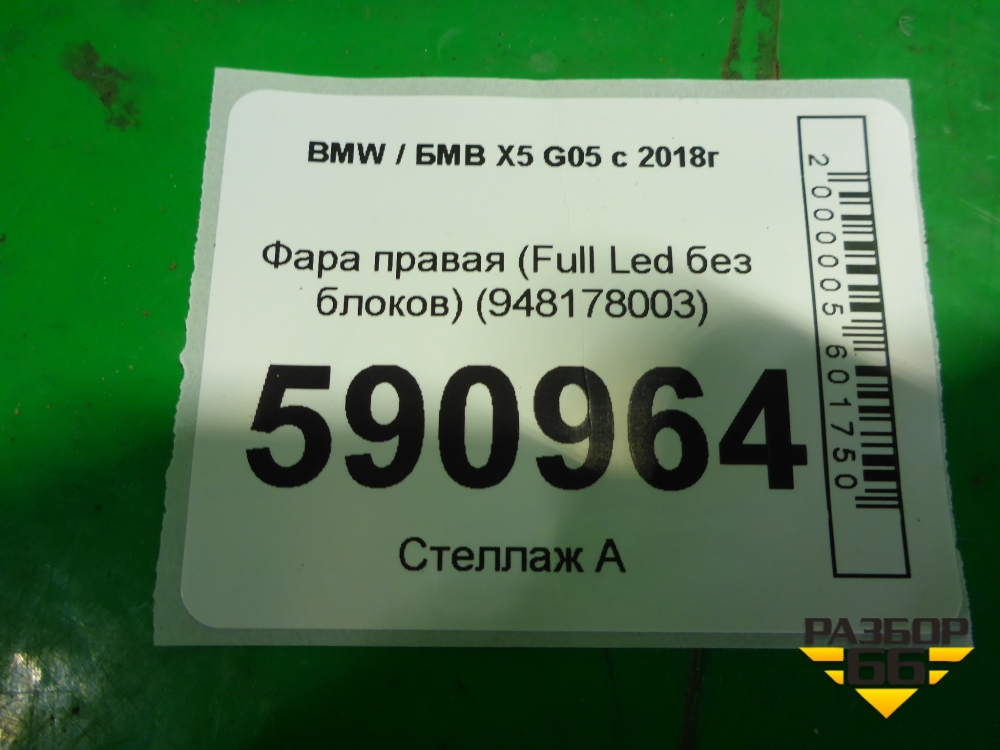 BMW / БМВ X5 G05 с 2018г
Фара правая (Full Led без
блоков) (948178003)
590964
Стеллаж А
2000005601750
РАЗБОР
66